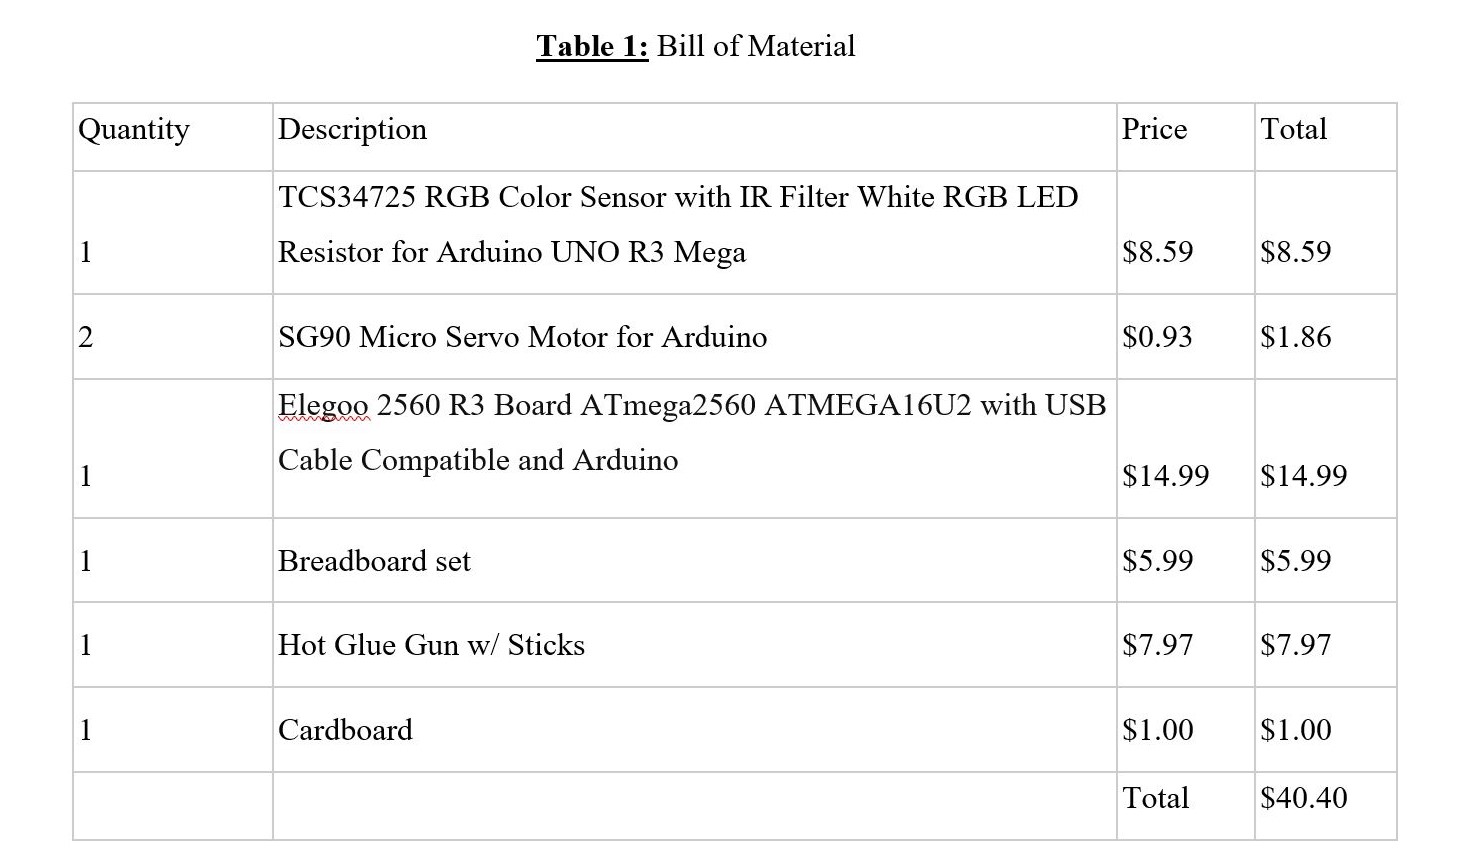 Table 1: Bill of Material
Quantity Description Price Total
TCS34725 RGB Color Sensor with IR Filter White RGB LED
1 Resistor for Arduino UNO R3 Mega $8.59 $8.59
2 SG90 Micro Servo Motor for Arduino $0.93 $1.86
Elegoo 2560 R3 Board ATmega2560 ATMEGA16U2 with USB
Cable Compatible and Arduino
1 $14.99 $14.99
1 Breadboard set $5.99 $5.99
1 Hot Glue Gun w/ Sticks $7.97 $7.97
1 Cardboard $1.00 $1.00
Total $40.40